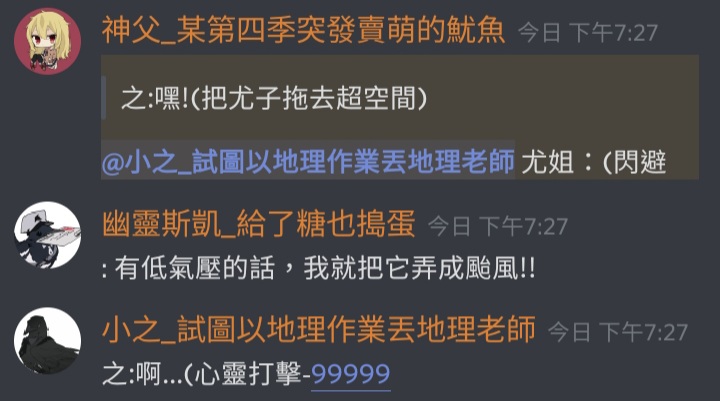 神父_某第四季突發賣萌的魷魚 今日 下午7:27
之:嘿!(把尤子拖去超空間)
@小之_試圖以地理作業丟地理老師 尤姐：(閃避
幽靈斯凱_給了糖也搗蛋 今日 下午7:27
: 有低氣壓的話，我就把它弄成颱風!!
小之_試圖以地理作業丟地理老師 今日 下午7:27
之:啊...(心靈打擊-99999